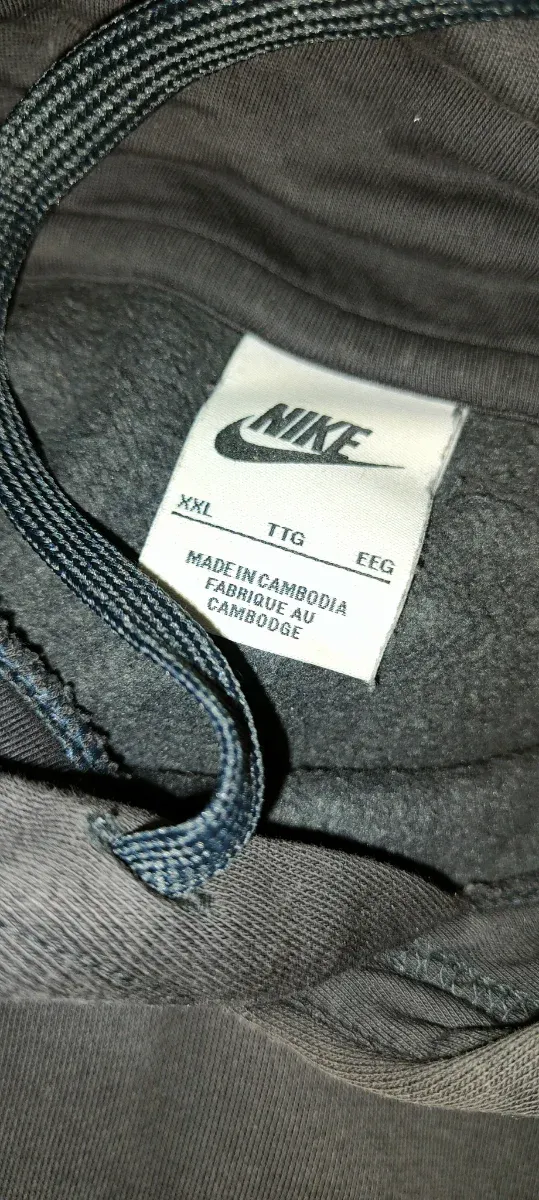 NIKE
XXL TTG EEG
MADE IN CAMBODIA
FABRIQUE AU
CAMBODGE